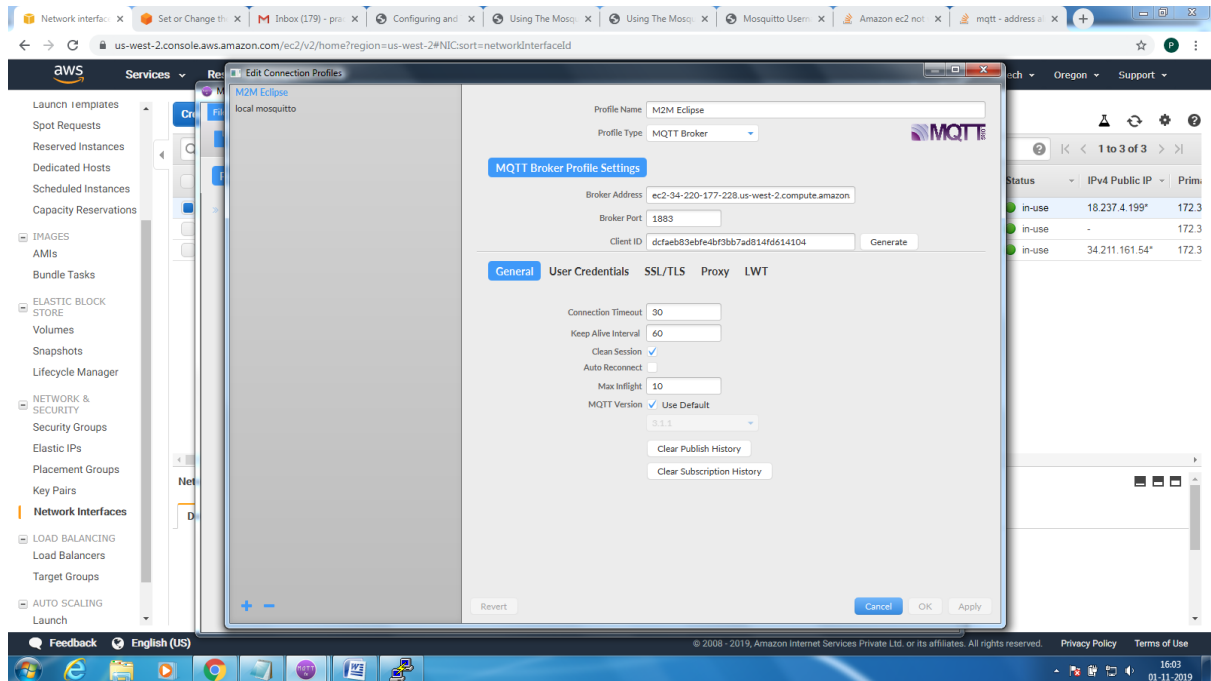 Network interfac
Set or Change th
Inbox (179) - prac
Configuring and
Using The Mosqu
Using The Mosqu
Mosquitto Usern
Amazon ec2 not
mqtt - address al
us-west-2.console.aws.amazon.com/ec2/v2/home?region=us-west-2#NIC:sort=networkInterfaceId
P
aws
Services
Res
Edit Connection Profiles
ech
Oregon
Support
Launch Templates
Spot Requests
Reserved Instances
Dedicated Hosts
Scheduled Instances
Capacity Reservations
IMAGES
AMIs
Bundle Tasks
ELASTIC BLOCK
STORE
Volumes
Snapshots
Lifecycle Manager
NETWORK &
SECURITY
Security Groups
Elastic IPs
Placement Groups
Key Pairs
Network Interfaces
LOAD BALANCING
Load Balancers
Target Groups
AUTO SCALING
Launch
Cr
M
Fil
Net
D
M2M Eclipse
local mosquitto
Profile Name M2M Eclipse
Profile Type MQTT Broker
MQTT
MQTT Broker Profile Settings
Broker Address ec2-34-220-177-228.us-west-2.compute.amazon
Broker Port 1883
Client ID dcfaeb83ebfe4bf3bb7ad814fd614104 Generate
General User Credentials SSL/TLS Proxy LWT
Connection Timeout 30
Keep Alive Interval 60
Clean Session
Auto Reconnect
Max Inflight 10
MQTT Version Use Default
3.1.1
Clear Publish History
Clear Subscription History
Revert Cancel OK Apply
1 to 3 of 3
Status IPv4 Public IP Prima
in-use 18.237.4.199* 172.3
in-use - 172.3
in-use 34.211.161.54* 172.3
Feedback English (US) © 2008 - 2019, Amazon Internet Services Private Ltd. or its affiliates. All rights reserved. Privacy Policy Terms of Use
16:03
01-11-2019